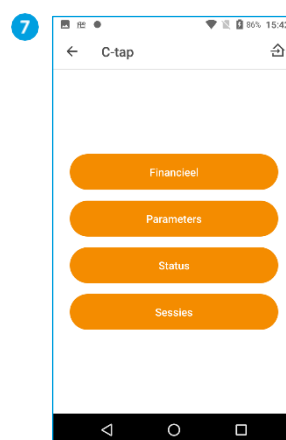 7
86% 15:42
C-tap
Financieel
Parameters
Status
Sessies